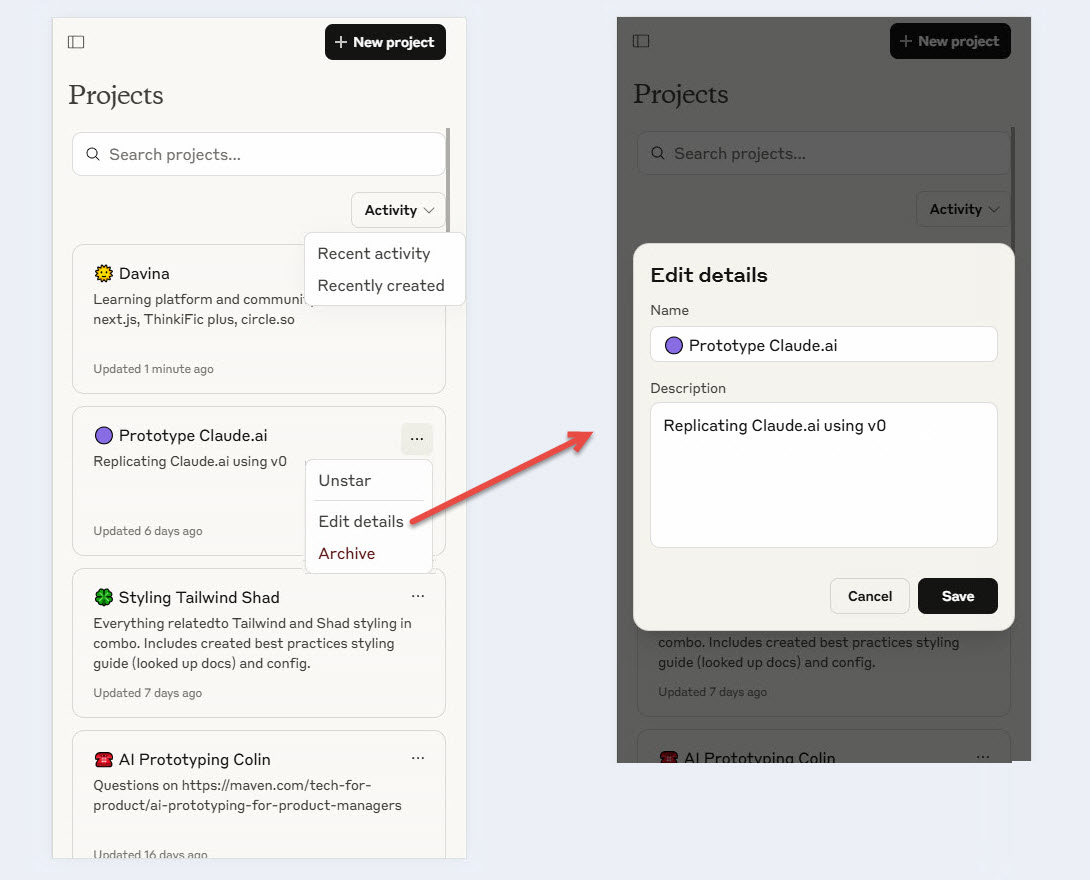 New project
Projects
Search projects...
Activity
Recent activity
Recently created
Davina
Learning platform and communi
next.js, ThinkiFic plus, circle.so
Updated 1 minute ago
Prototype Claude.ai
...
Replicating Claude.ai using v0
Unstar
Updated 6 days ago
Edit details
Archive
Styling Tailwind Shad
...
Everything relatedto Tailwind and Shad styling in
combo. Includes created best practices styling
guide (looked up docs) and config.
Updated 7 days ago
AI Prototyping Colin
...
Questions on https://maven.com/tech-for-
product/ai-prototyping-for-product-managers
Updated 16 days ago
New project
Projects
Search projects...
Activity
Edit details
Name
Prototype Claude.ai
Description
Replicating Claude.ai using v0
Cancel
Save
combo. Includes created best practices styling
guide (looked up docs) and config.
Updated 7 days ago
AI Prototyping Colin
...